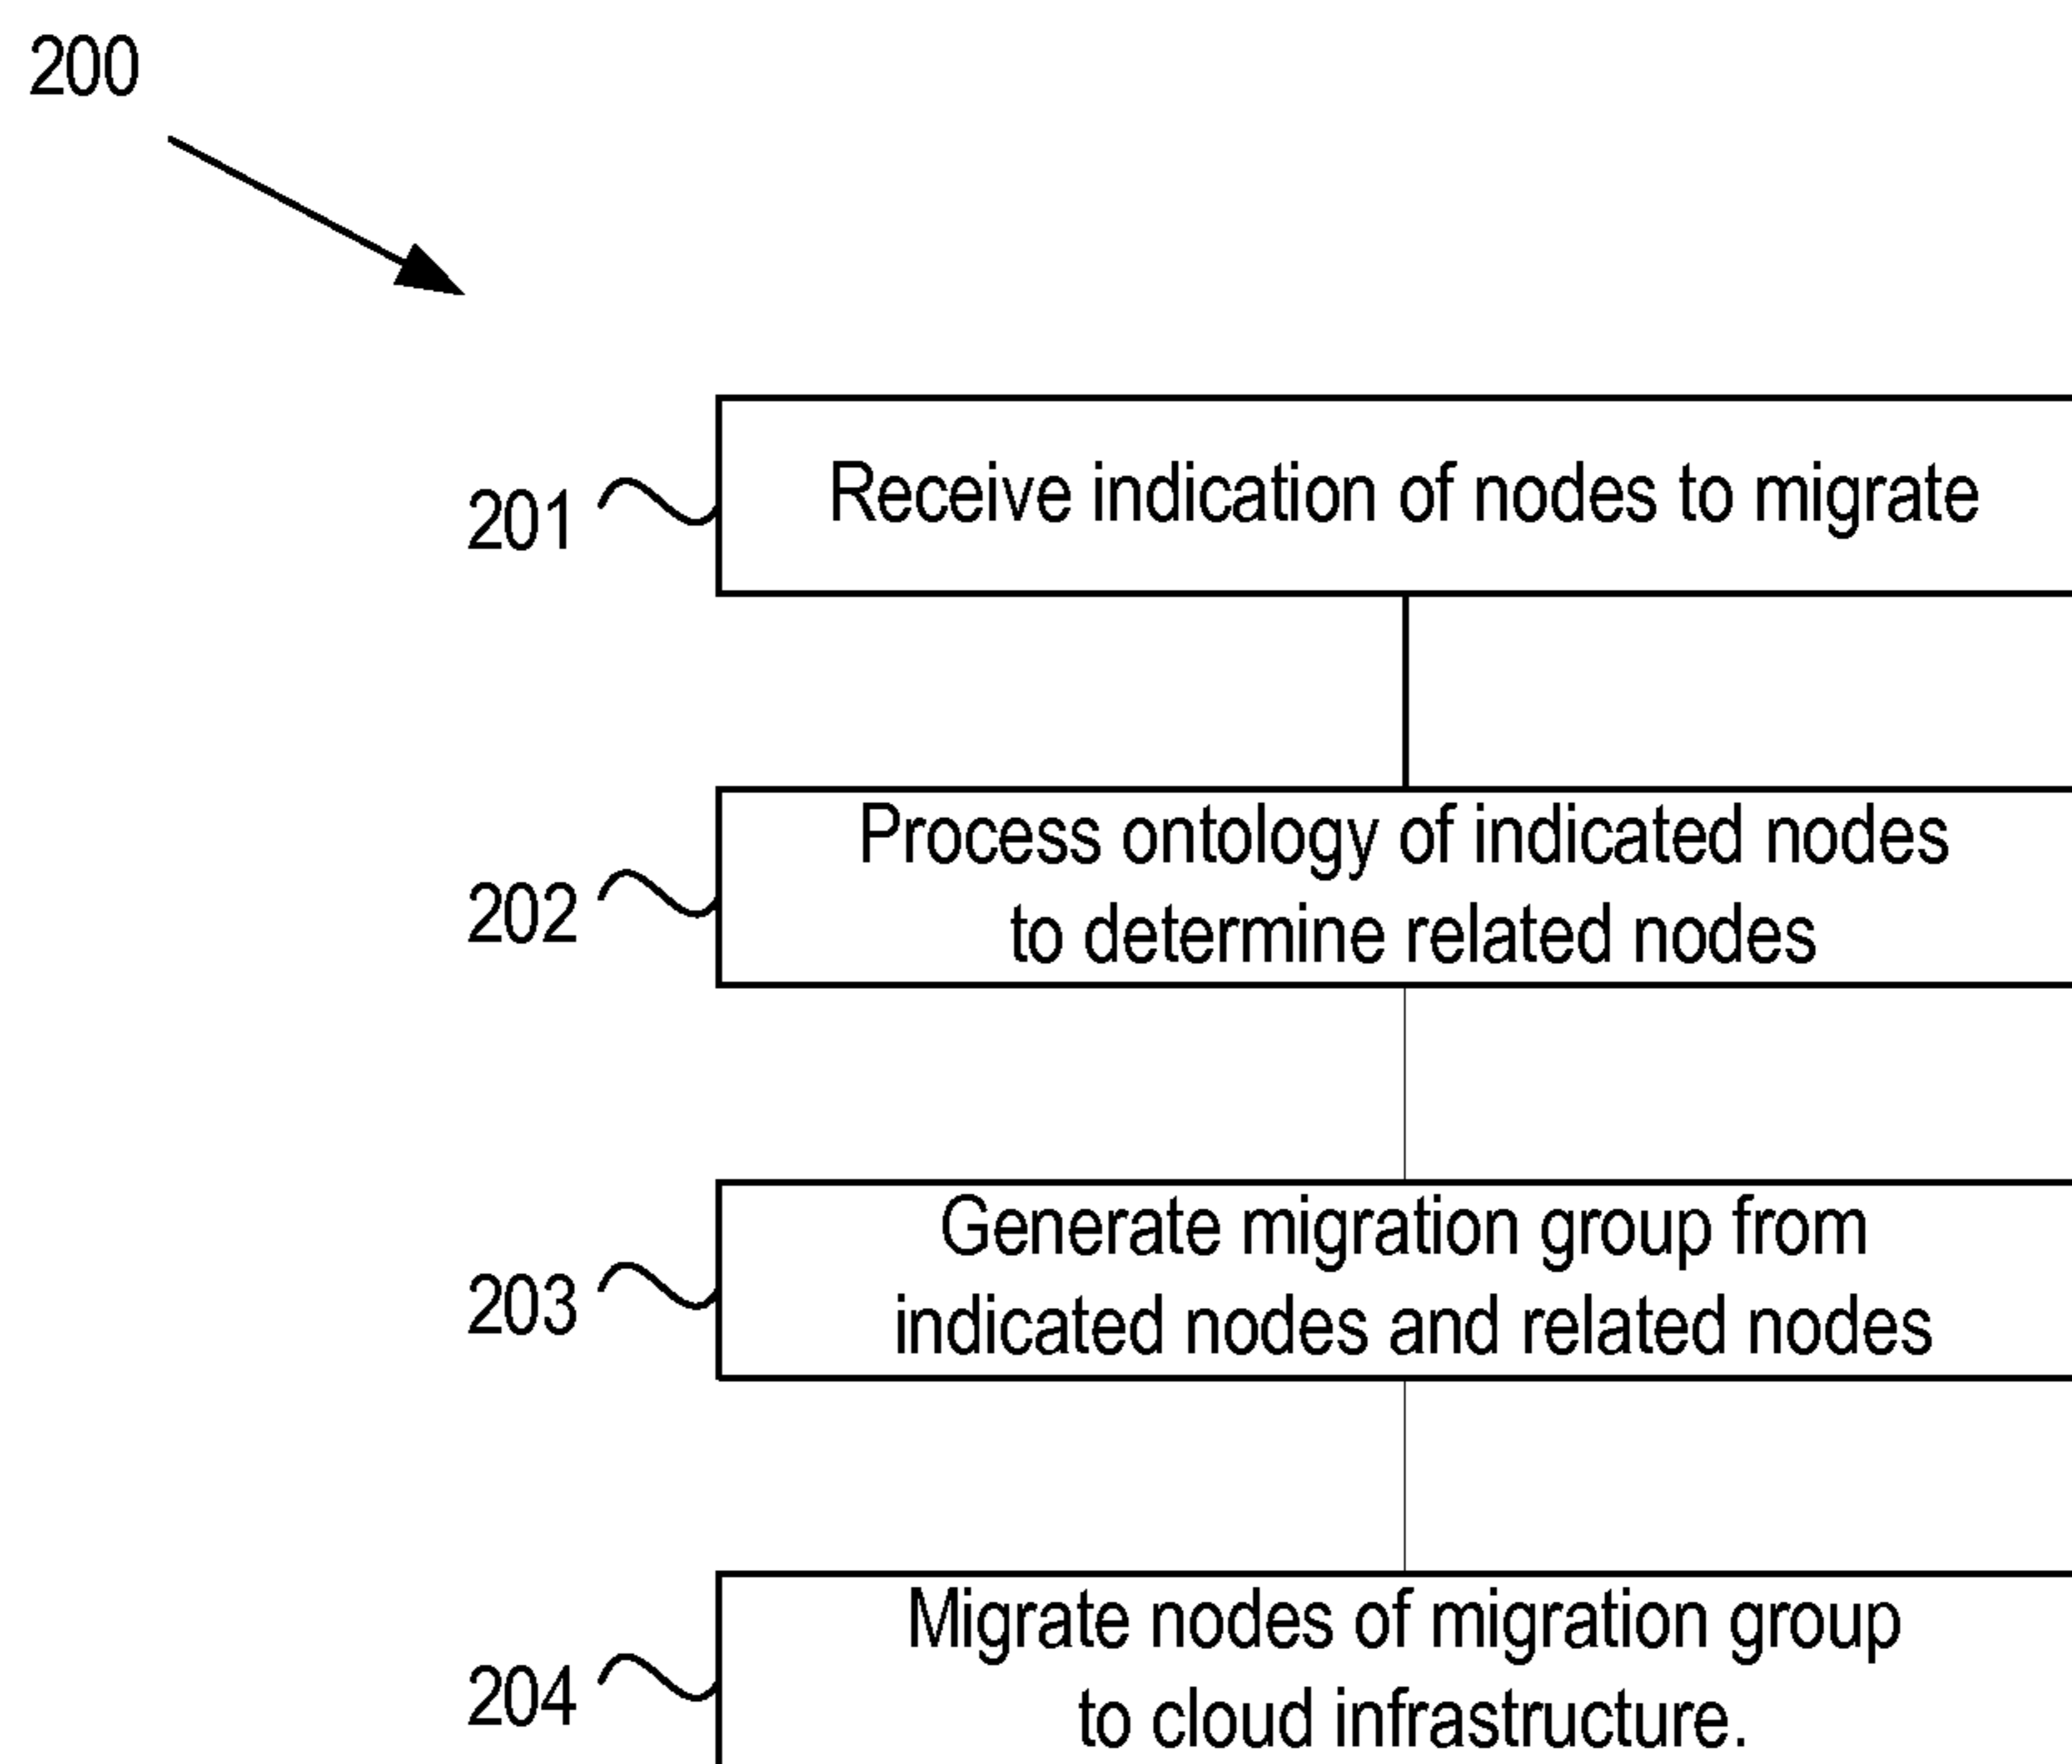 200
201
Receive indication of nodes to migrate
202
Process ontology of indicated nodes
to determine related nodes
203
Generate migration group from
indicated nodes and related nodes
204
Migrate nodes of migration group
to cloud infrastructure.